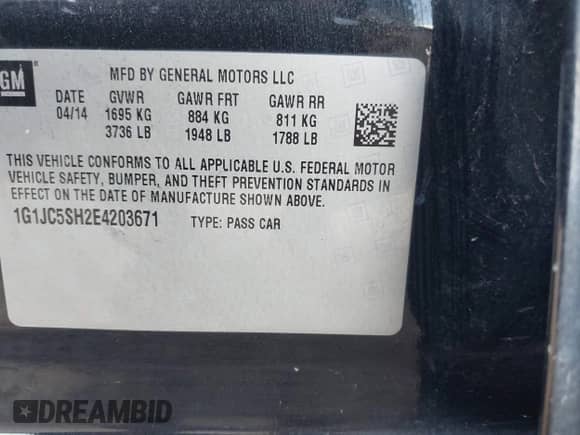 GM
MFD BY GENERAL MOTORS LLC
DATE GVWR GAWR FRT GAWR RR
04/14 1695 KG 884 KG 811 KG
3736 LB 1948 LB 1788 LB
THIS VEHICLE CONFORMS TO ALL APPLICABLE U.S. FEDERAL MOTOR
VEHICLE SAFETY, BUMPER, AND THEFT PREVENTION STANDARDS IN
EFFECT ON THE DATE OF MANUFACTURE SHOWN ABOVE.
1G1JC5SH2E4203671 TYPE: PASS CAR
DREAMBID